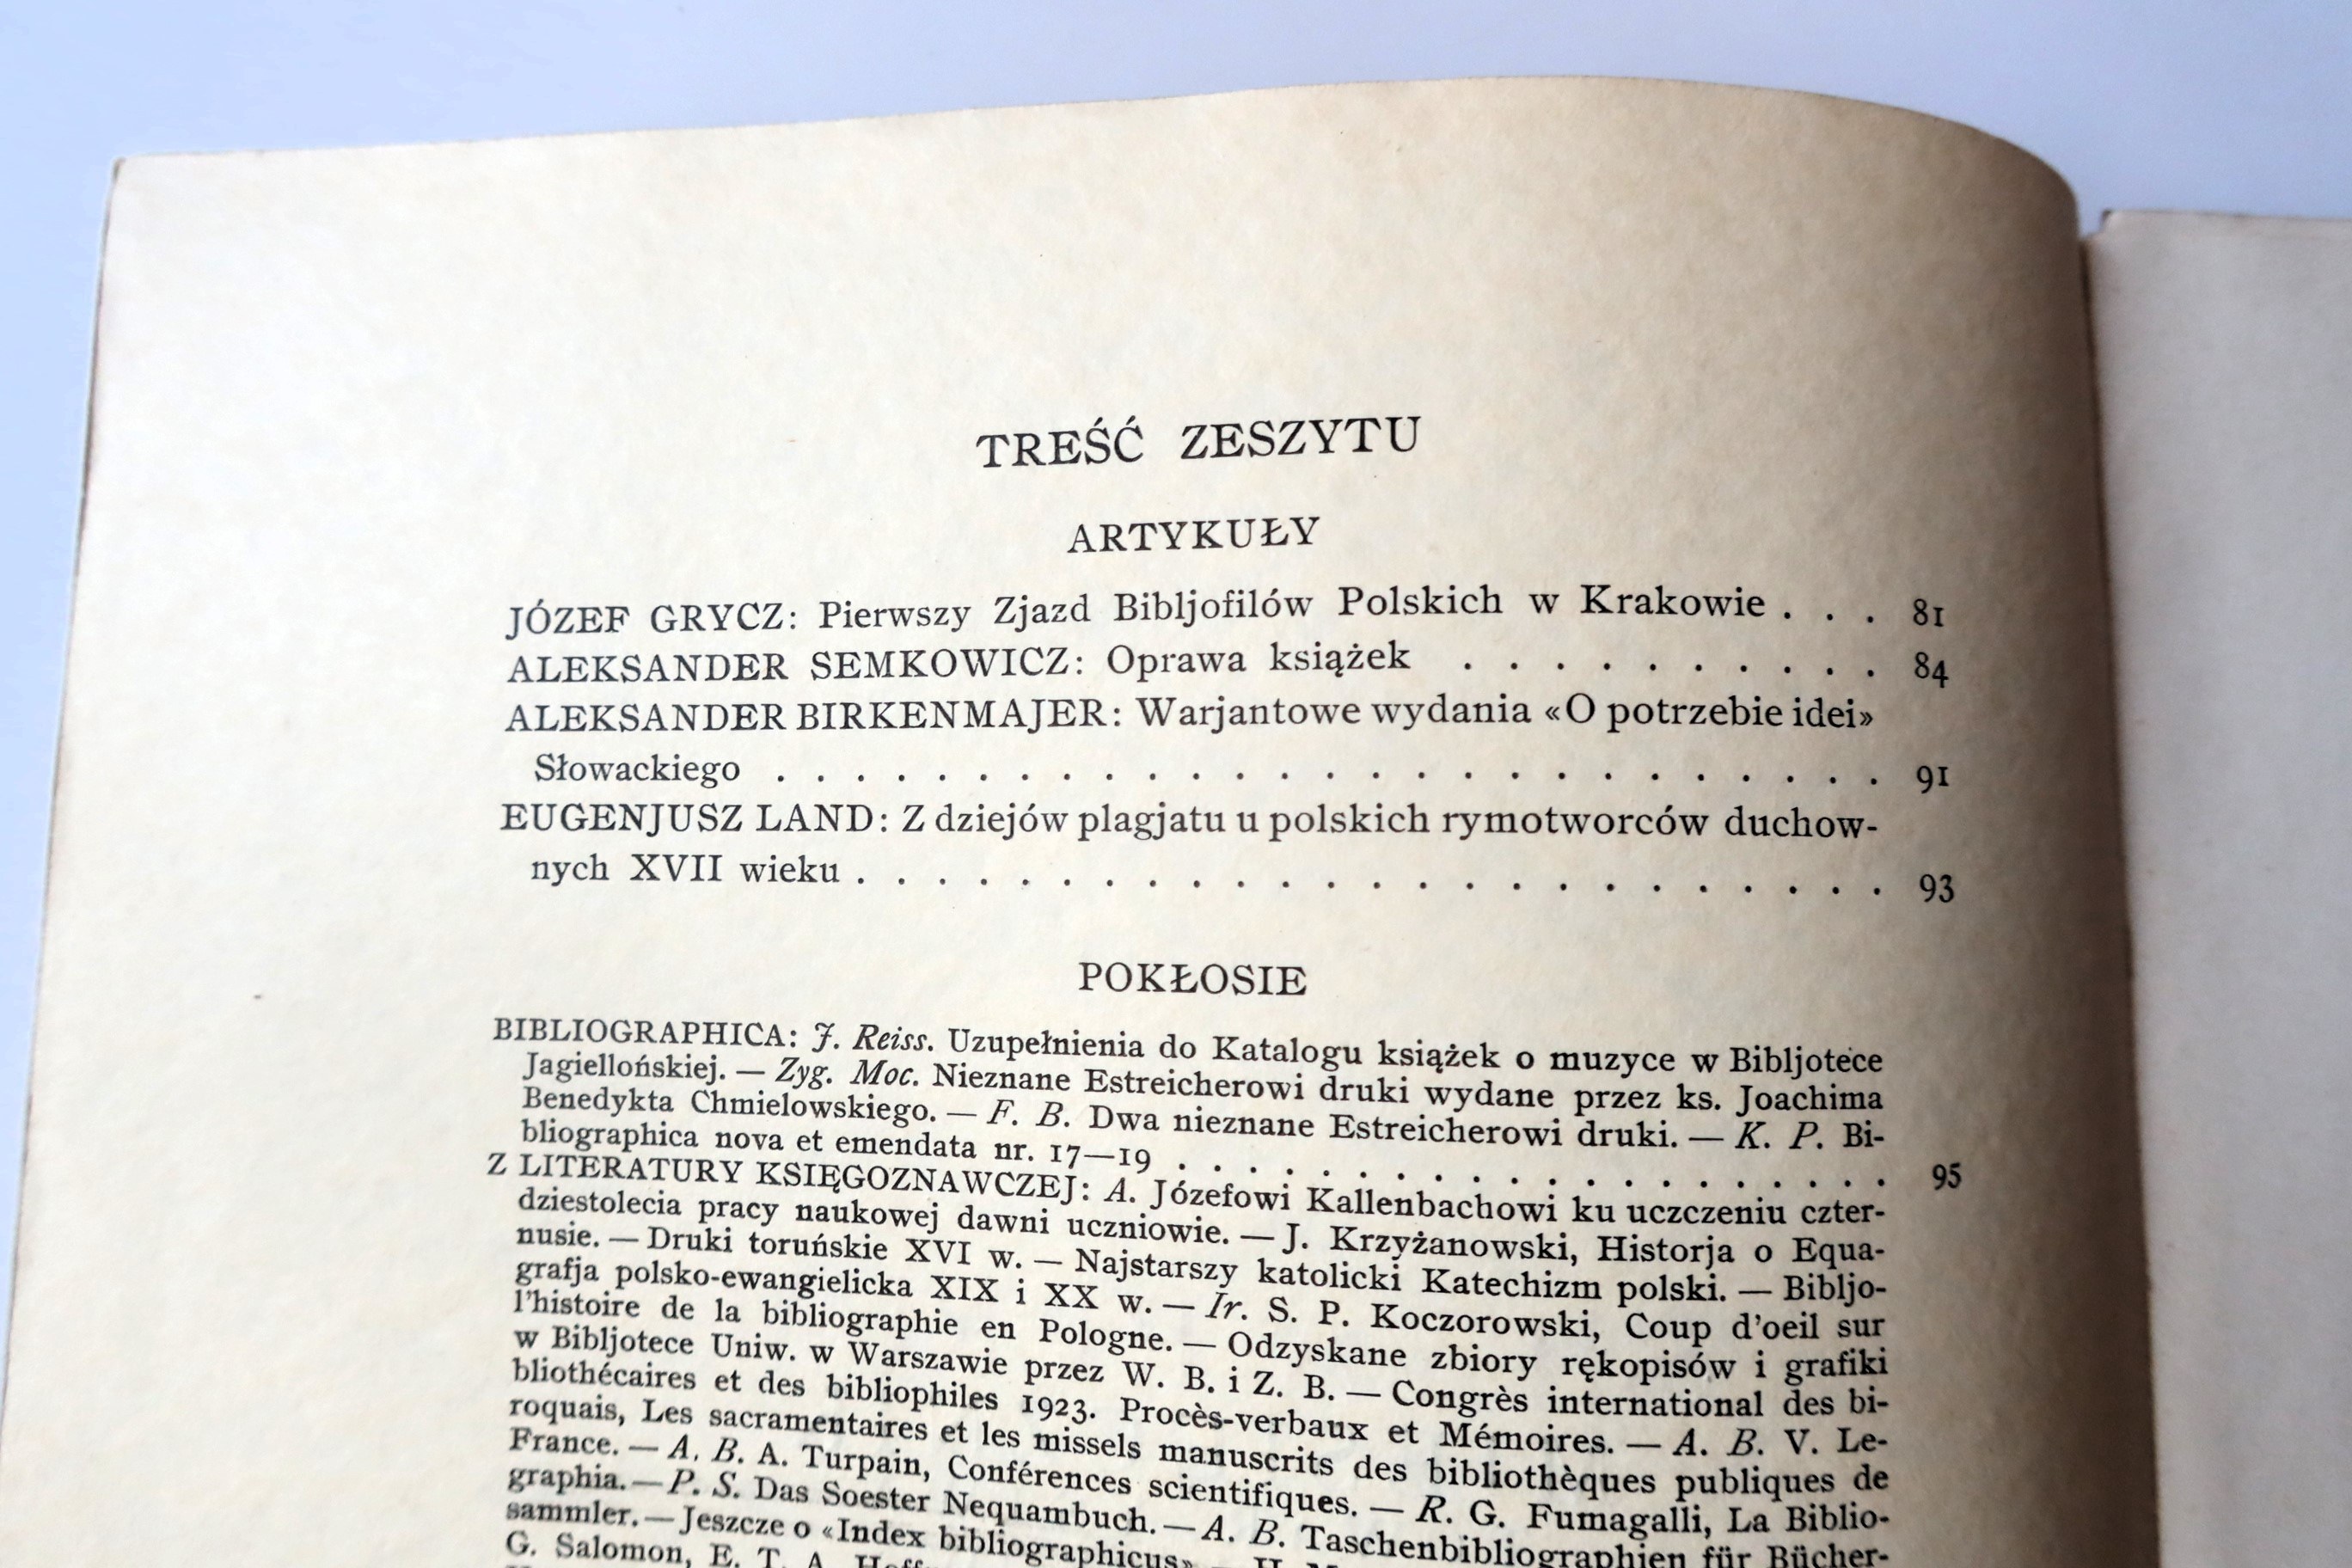 TREŚĆ ZESZYTU
ARTYKUŁY
JÓZEF GRYCZ: Pierwszy Zjazd Bibljofilów Polskich w Krakowie . . . 81
ALEKSANDER SEMKOWICZ: Oprawa książek . . . . . . . . . . 84
ALEKSANDER BIRKENMAJER: Warjantowe wydania «O potrzebie idei»
Słowackiego . . . . . . . . . . . . . . . . . . . . . . . . . . 91
EUGENJUSZ LAND: Z dziejów plagjatu u polskich rymotworców duchow-
nych XVII wieku . . . . . . . . . . . . . . . . . . . . . . . . 93
POKŁOSIE
BIBLIOGRAPHICA: J. Reiss. Uzupełnienia do Katalogu książek o muzyce w Bibljotece
Jagiellońskiej. — Zyg. Moc. Nieznane Estreicherowi druki wydane przez ks. Joachima
Benedykta Chmielowskiego. — F. B. Dwa nieznane Estreicherowi druki. — K. P. Bi-
bliographica nova et emendata nr. 17—19 . . . . . . . . . . . . . . . . . . . . 95
Z LITERATURY KSIĘGOZNAWCZEJ: A. Józefowi Kallenbachowi ku uczczeniu czter-
dziestolecia pracy naukowej dawni uczniowie. — J. Krzyżanowski, Historja o Equa-
nusie. — Druki toruńskie XVI w. — Najstarszy katolicki Katechizm polski. — Bibljo-
grafja polsko-ewangielicka XIX i XX w. — Ir. S. P. Koczorowski, Coup d'oeil sur
l'histoire de la bibliographie en Pologne. — Odzyskane zbiory rękopisów i grafiki
w Bibljotece Uniw. w Warszawie przez W. B. i Z. B. — Congrès international des bi-
bliothécaires et des bibliophiles 1923. Procès-verbaux et Mémoires. — A. B. V. Le-
roquais, Les sacramentaires et les missels manuscrits des bibliothèques publiques de
France. — A. B. A. Turpain, Conférences scientifiques. — R. G. Fumagalli, La Biblio-
graphia. — P. S. Das Soester Nequambuch. — A. B. Taschenbibliographien für Bücher-
sammler. — Jeszcze o «Index bibliographicus» — H.
G. Salomon, E. T. A.